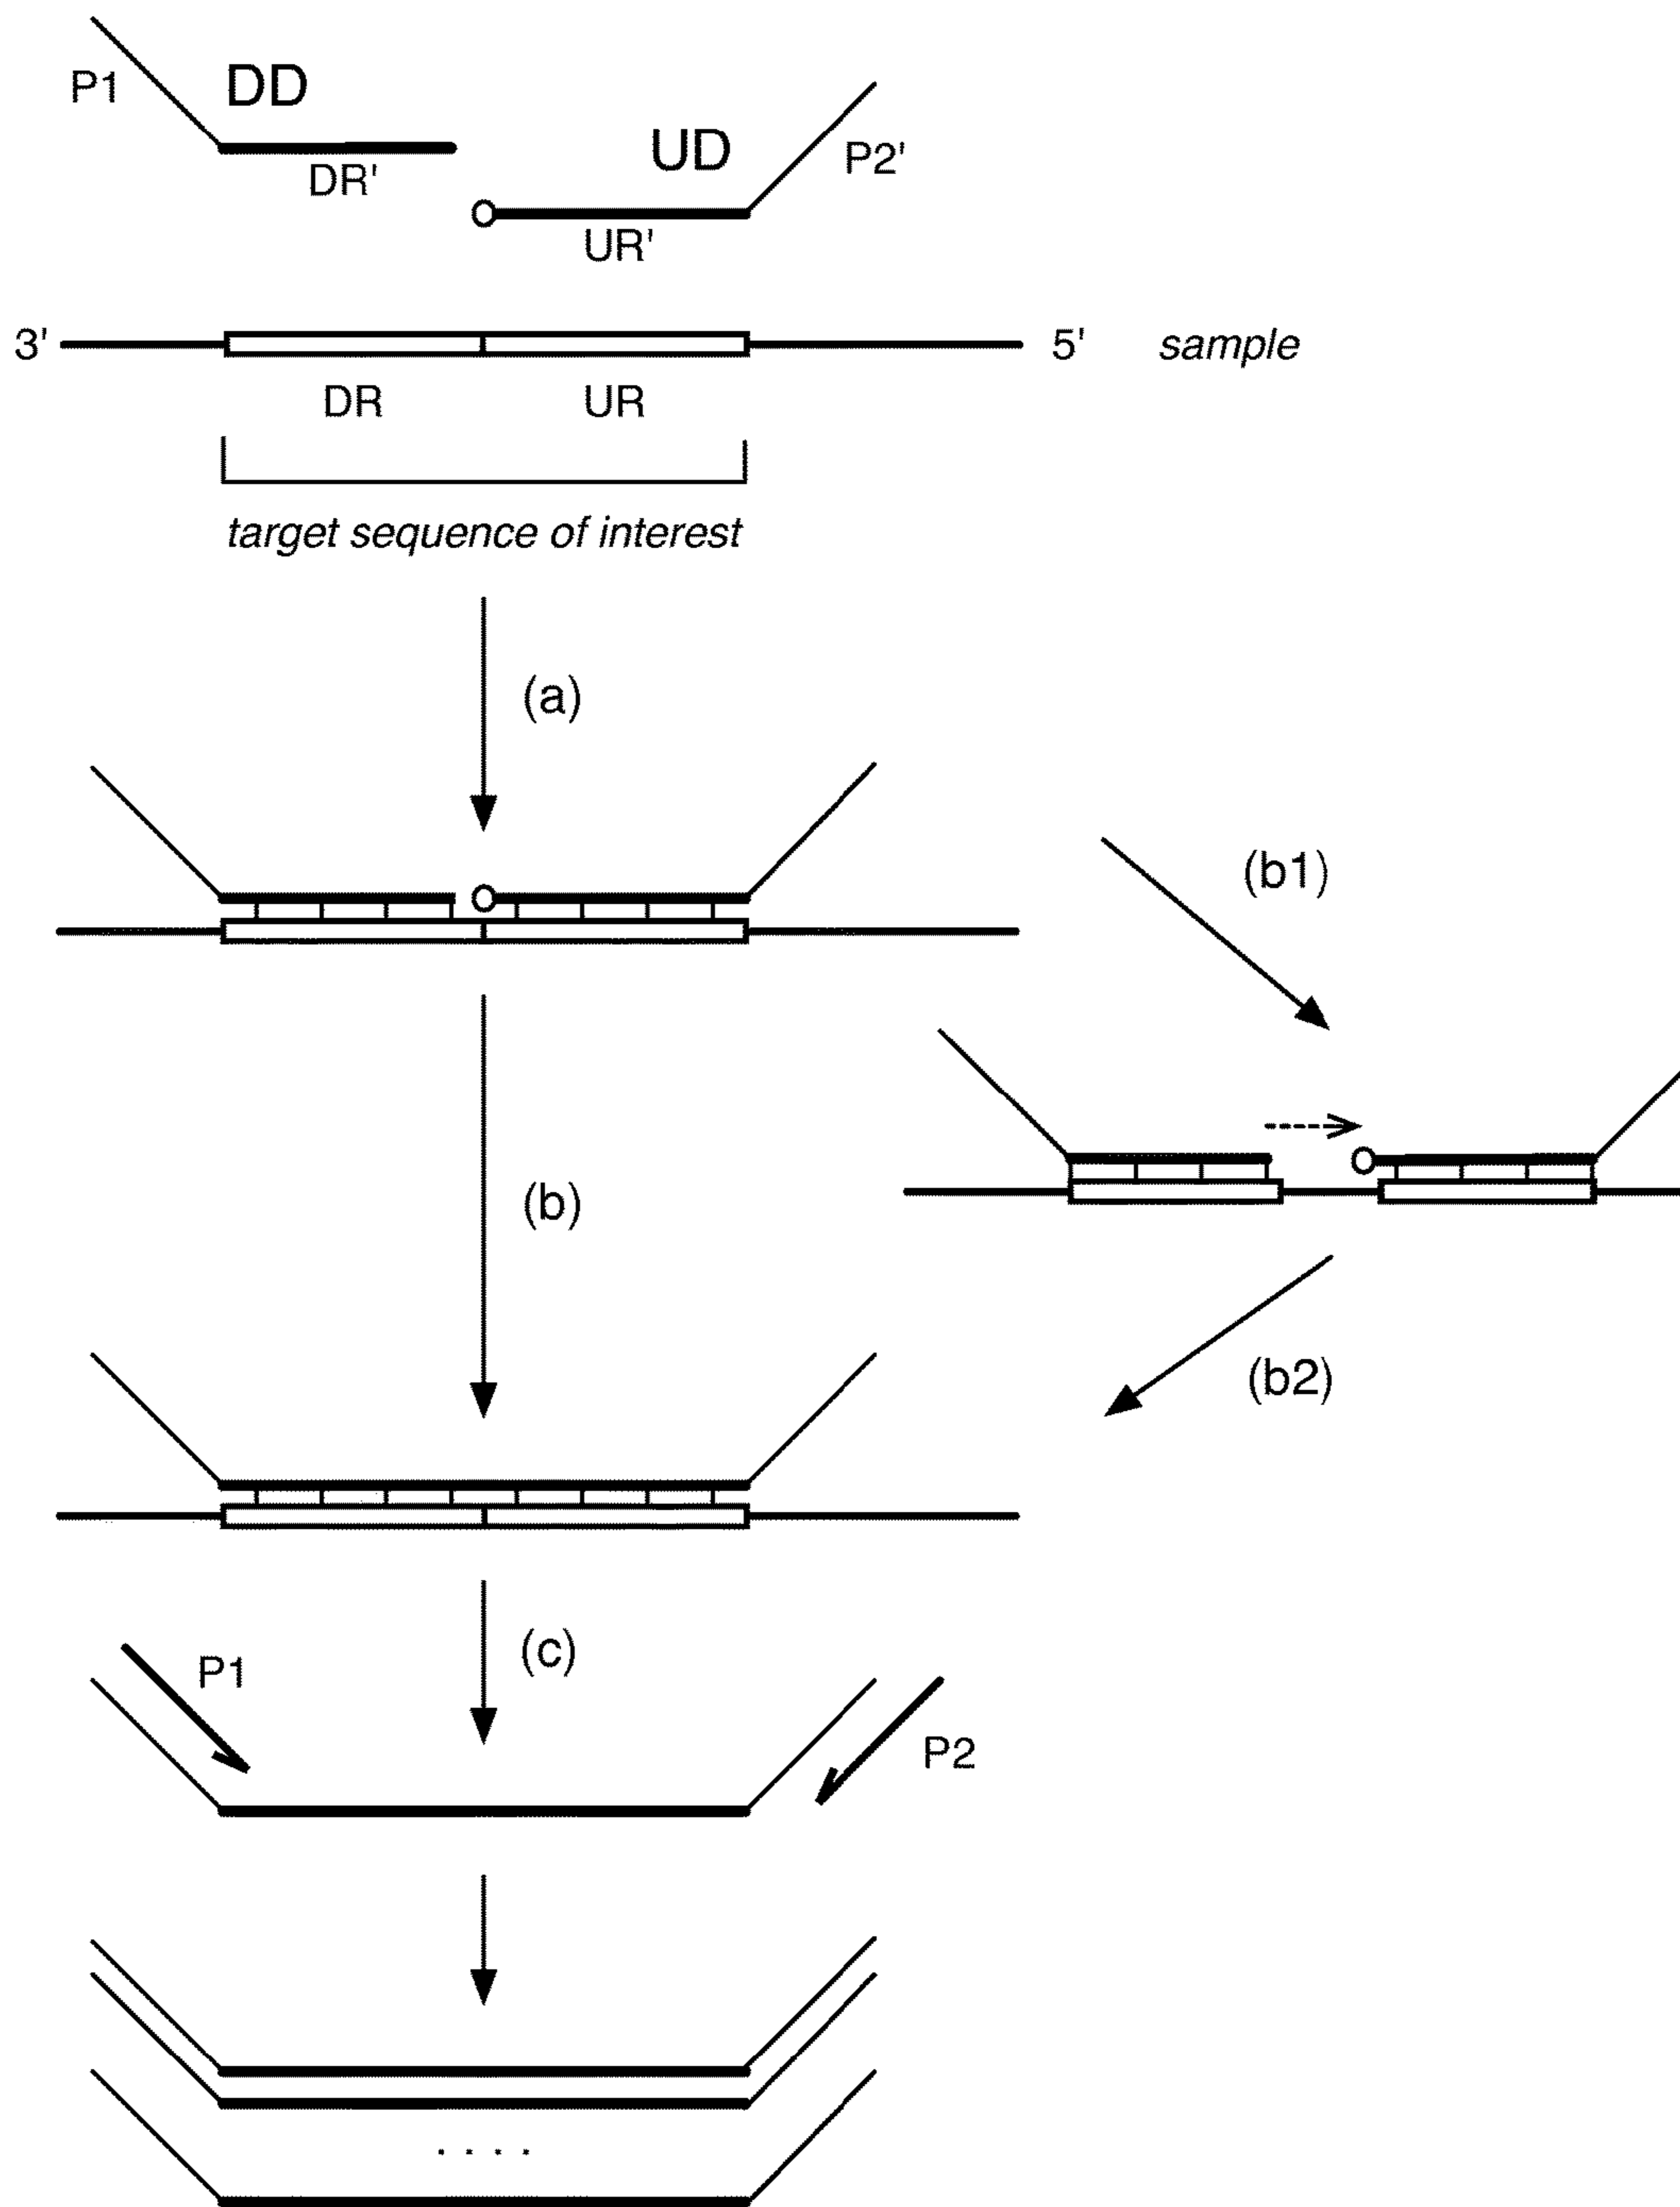 P1
DD
DR'
UD
P2'
UR'
3'
5'
sample
DR
UR
target sequence of interest
(a)
(b1)
(b)
(b2)
(c)
P1
P2
. . . .